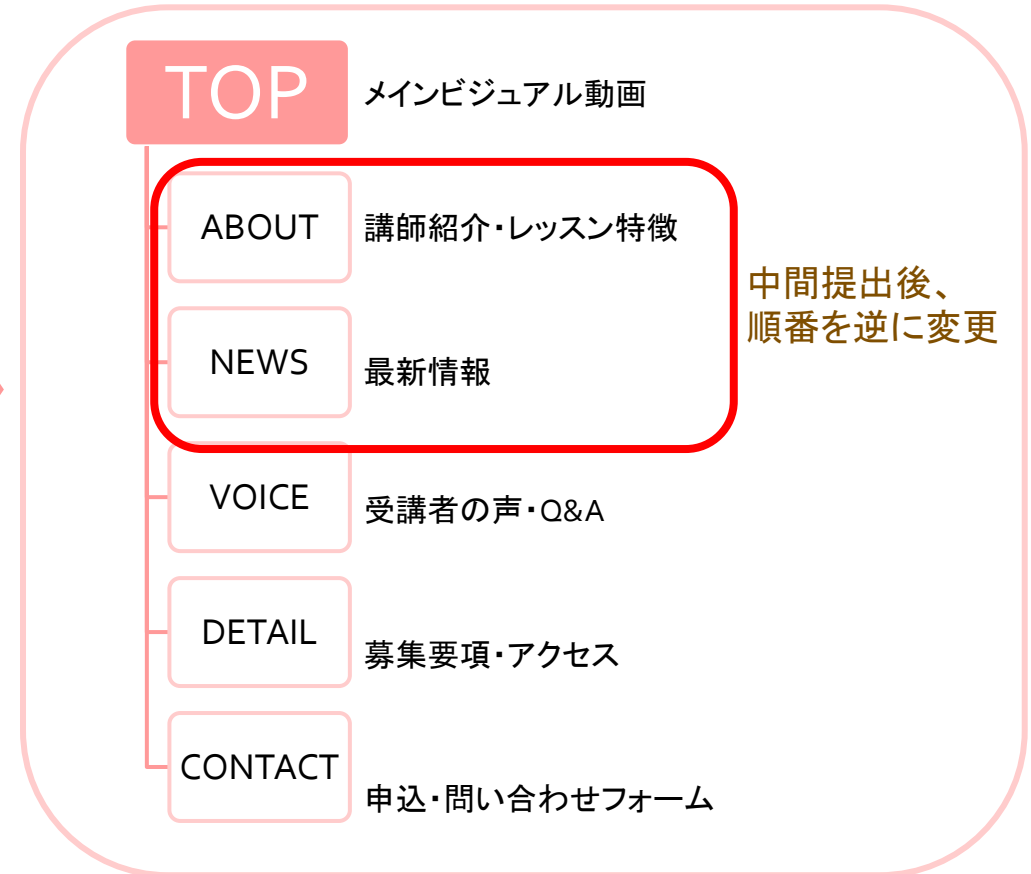 TOP
メインビジュアル動画
ABOUT
講師紹介・レッスン特徴
NEWS
最新情報
中間提出後、
順番を逆に変更
VOICE
受講者の声・Q&A
DETAIL
募集要項・アクセス
CONTACT
申込・問い合わせフォーム